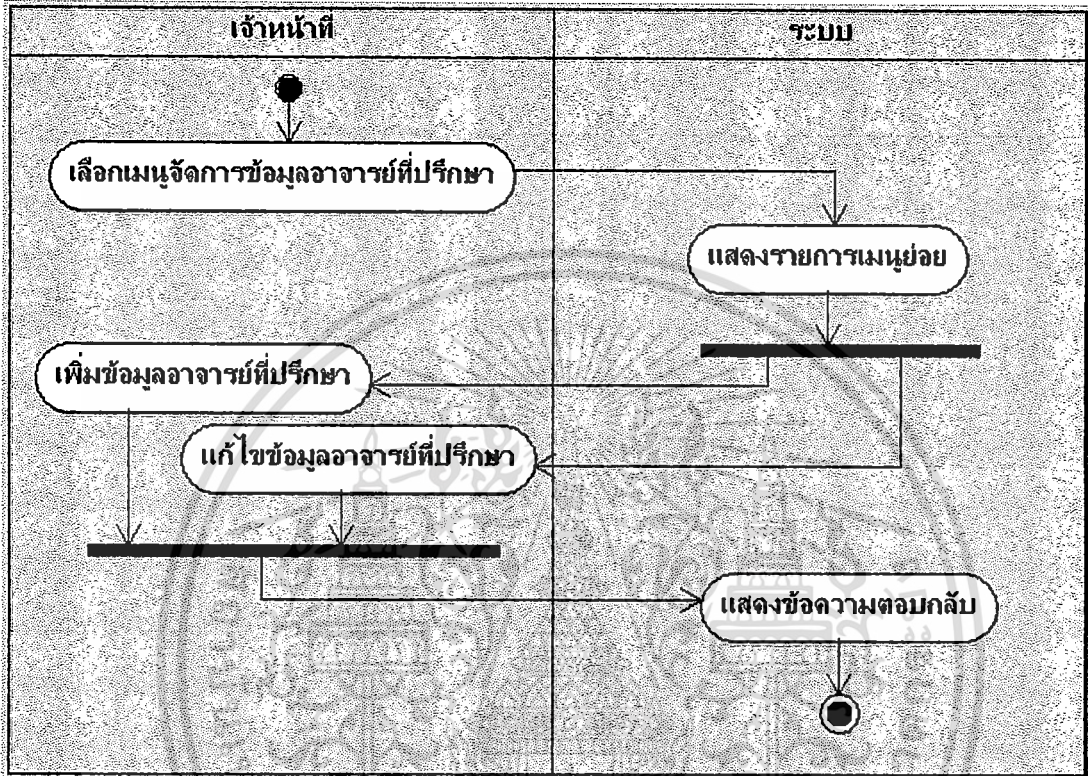 เจ้าหน้าที่
ระบบ
เลือกเมนูจัดการข้อมูลอาจารย์ที่ปรึกษา
แสดงรายการเมนูย่อย
เพิ่มข้อมูลอาจารย์ที่ปรึกษา
แก้ไขข้อมูลอาจารย์ที่ปรึกษา
แสดงข้อความตอบกลับ